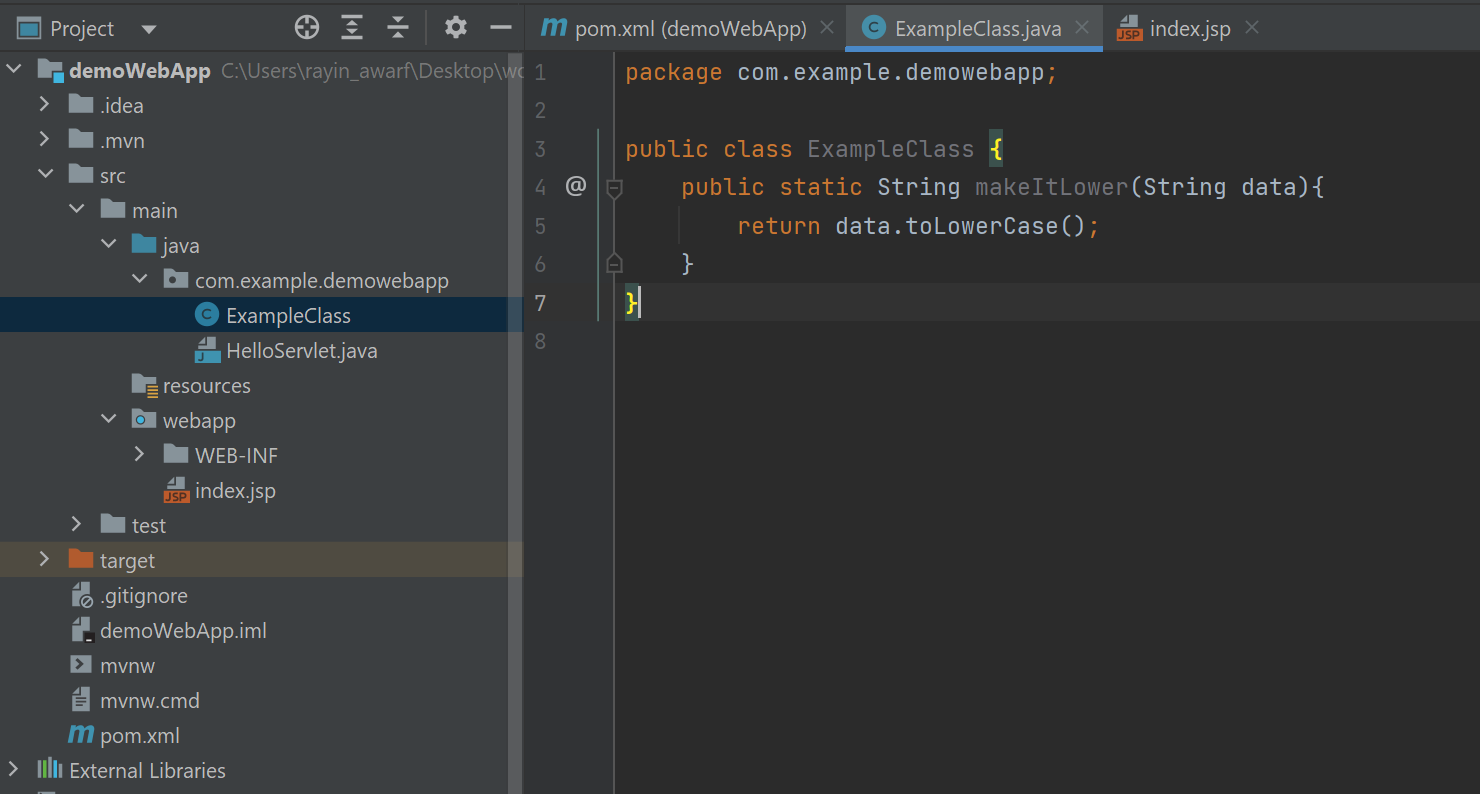 Project
pom.xml (demoWebApp)
ExampleClass.java
index.jsp
demoWebApp C:\Users\rayin_awarf\Desktop\
.idea
.mvn
src
main
java
com.example.demowebapp
ExampleClass
HelloServlet.java
resources
webapp
WEB-INF
index.jsp
test
target
.gitignore
demoWebApp.iml
mvnw
mvnw.cmd
pom.xml
External Libraries
1 package com.example.demowebapp;
2
3 public class ExampleClass {
4 @ public static String makeItLower(String data){
5 return data.toLowerCase();
6 }
7 }
8